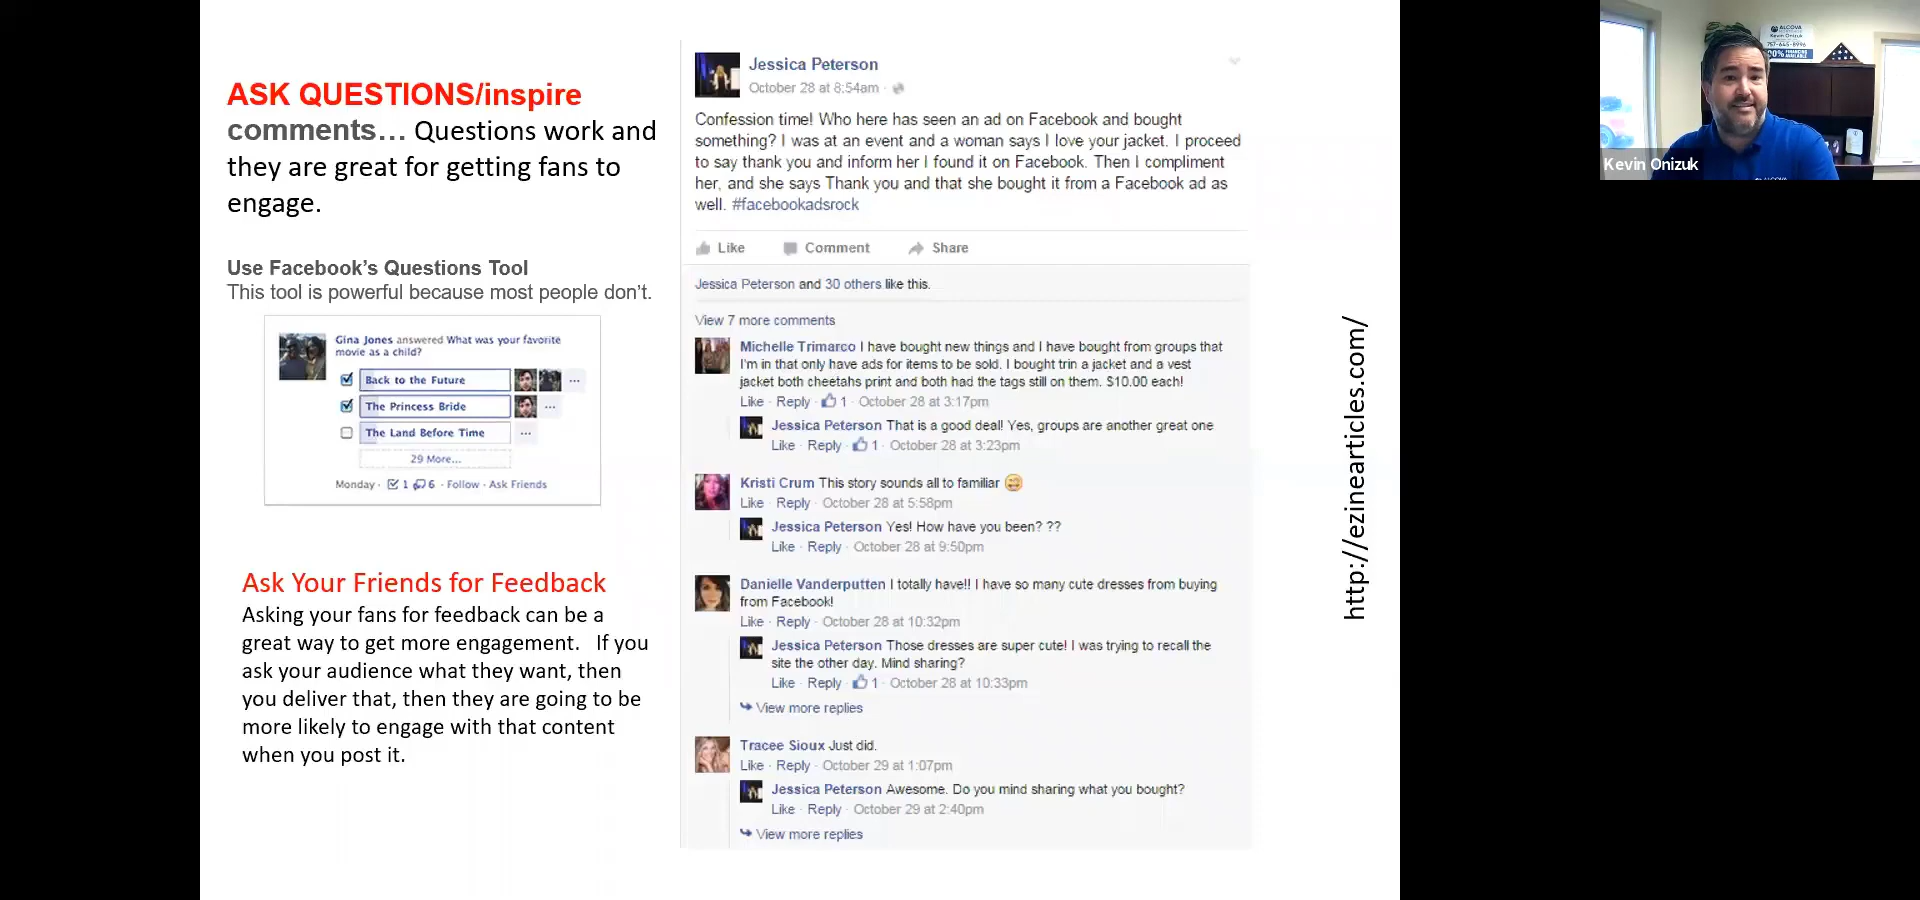 ASK QUESTIONS/inspire
comments... Questions work and
they are great for getting fans to
engage.
Use Facebook's Questions Tool
This tool is powerful because most people don't.
Gina Jones answered What was your favorite
movie as a child?
Back to the Future
...
The Princess Bride
...
The Land Before Time
...
29 More...
Monday · 1 6 · Follow · Ask Friends
Ask Your Friends for Feedback
Asking your fans for feedback can be a
great way to get more engagement. If you
ask your audience what they want, then
you deliver that, then they are going to be
more likely to engage with that content
when you post it.
Jessica Peterson
October 28 at 8:54am ·
Confession time! Who here has seen an ad on Facebook and bought
something? I was at an event and a woman says I love your jacket. I proceed
to say thank you and inform her I found it on Facebook. Then I compliment
her, and she says Thank you and that she bought it from a Facebook ad as
well. #facebookadsrock
Like Comment Share
Jessica Peterson and 30 others like this.
View 7 more comments
Michelle Trimarco I have bought new things and I have bought from groups that
I'm in that only have ads for items to be sold. I bought trin a jacket and a vest
jacket both cheetahs print and both had the tags still on them. $10.00 each!
Like · Reply · 1 · October 28 at 3:17pm
Jessica Peterson That is a good deal! Yes, groups are another great one
Like · Reply · 1 · October 28 at 3:23pm
Kristi Crum This story sounds all to familiar
Like · Reply · October 28 at 5:58pm
Jessica Peterson Yes! How have you been? ??
Like · Reply · October 28 at 9:50pm
Danielle Vanderputten I totally have!! I have so many cute dresses from buying
from Facebook!
Like · Reply · October 28 at 10:32pm
Jessica Peterson Those dresses are super cute! I was trying to recall the
site the other day. Mind sharing?
Like · Reply · 1 · October 28 at 10:33pm
View more replies
Tracee Sioux Just did.
Like · Reply · October 29 at 1:07pm
Jessica Peterson Awesome. Do you mind sharing what you bought?
Like · Reply · October 29 at 2:40pm
View more replies
http://ezinearticles.com/
ALCOVA
Kevin Onizuk
757-645-8996
100% FINANCING
AVAILABLE
Kevin Onizuk
ALCOVA